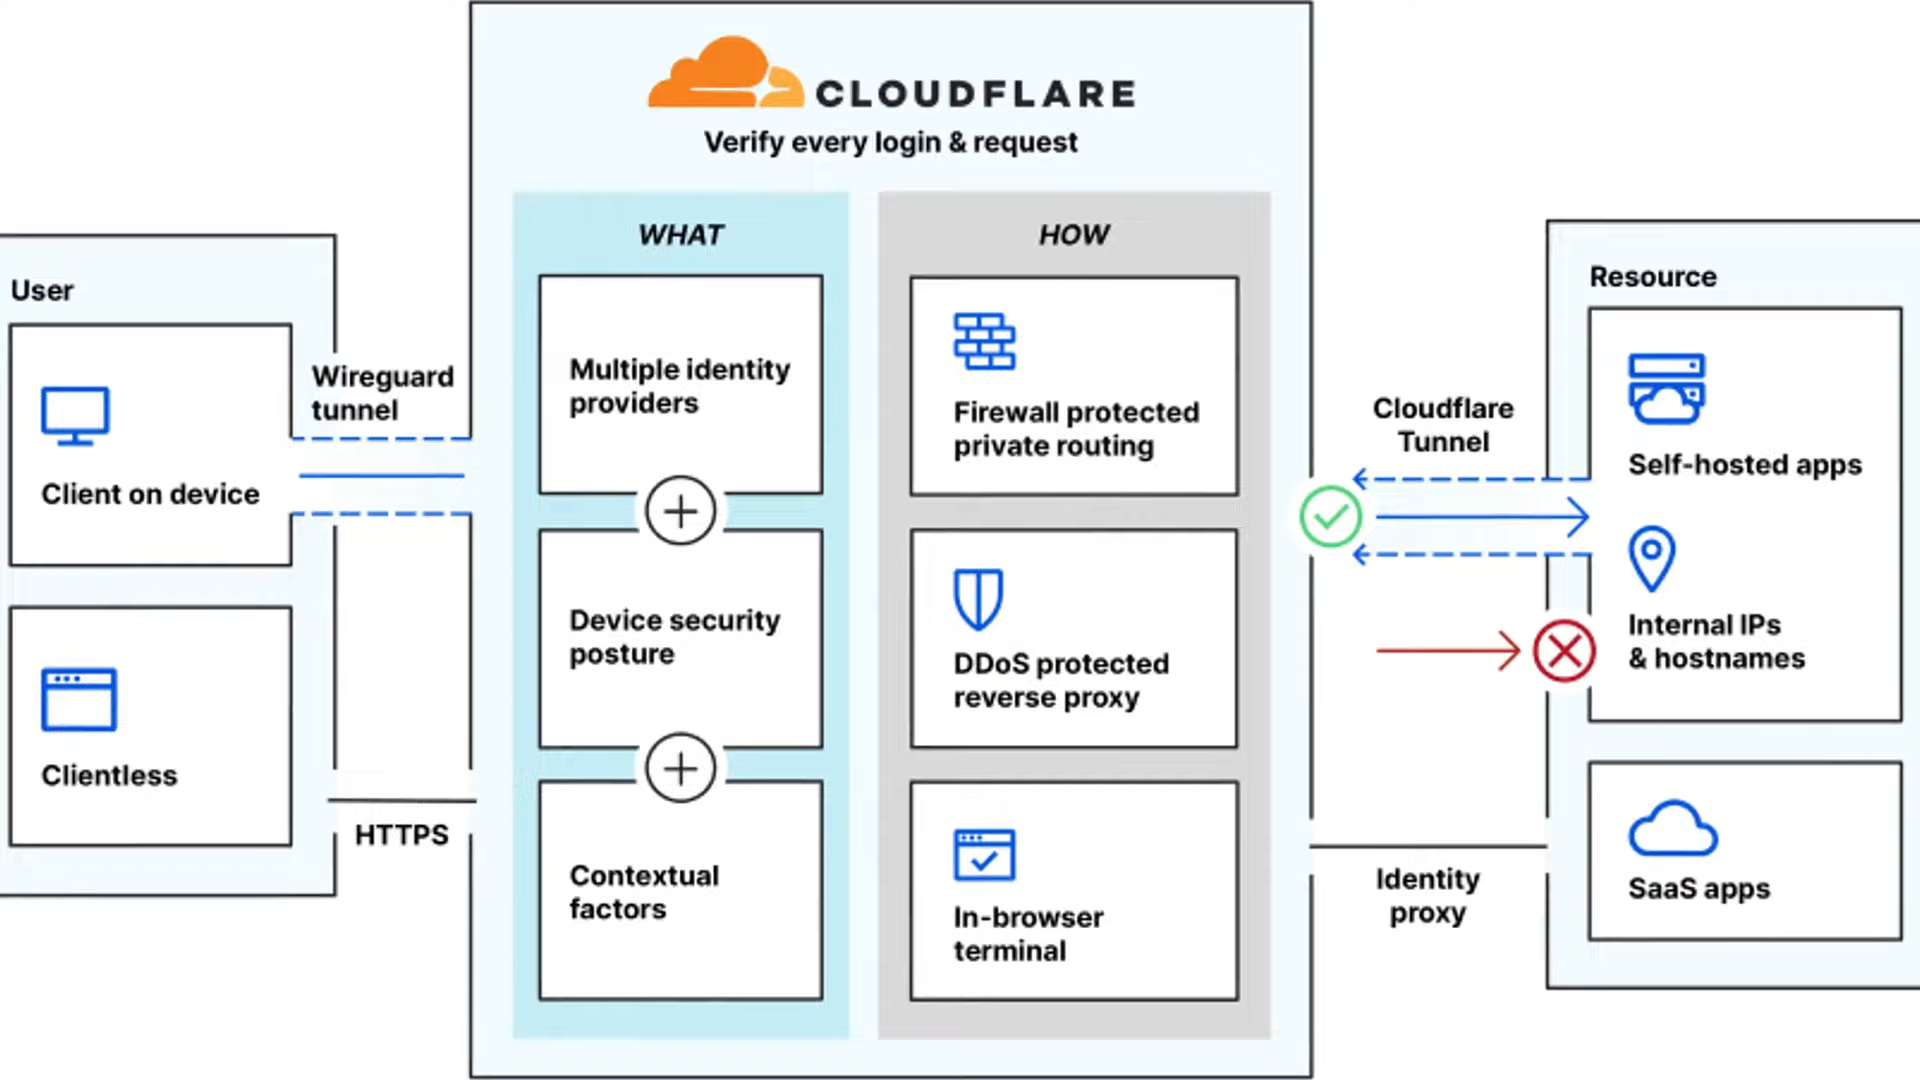 CLOUDFLARE
Verify every login & request
User
Client on device
Clientless
Wireguard
tunnel
HTTPS
WHAT
Multiple identity
providers
Device security
posture
Contextual
factors
HOW
Firewall protected
private routing
DDoS protected
reverse proxy
In-browser
terminal
Cloudflare
Tunnel
Identity
proxy
Resource
Self-hosted apps
Internal IPs
& hostnames
SaaS apps